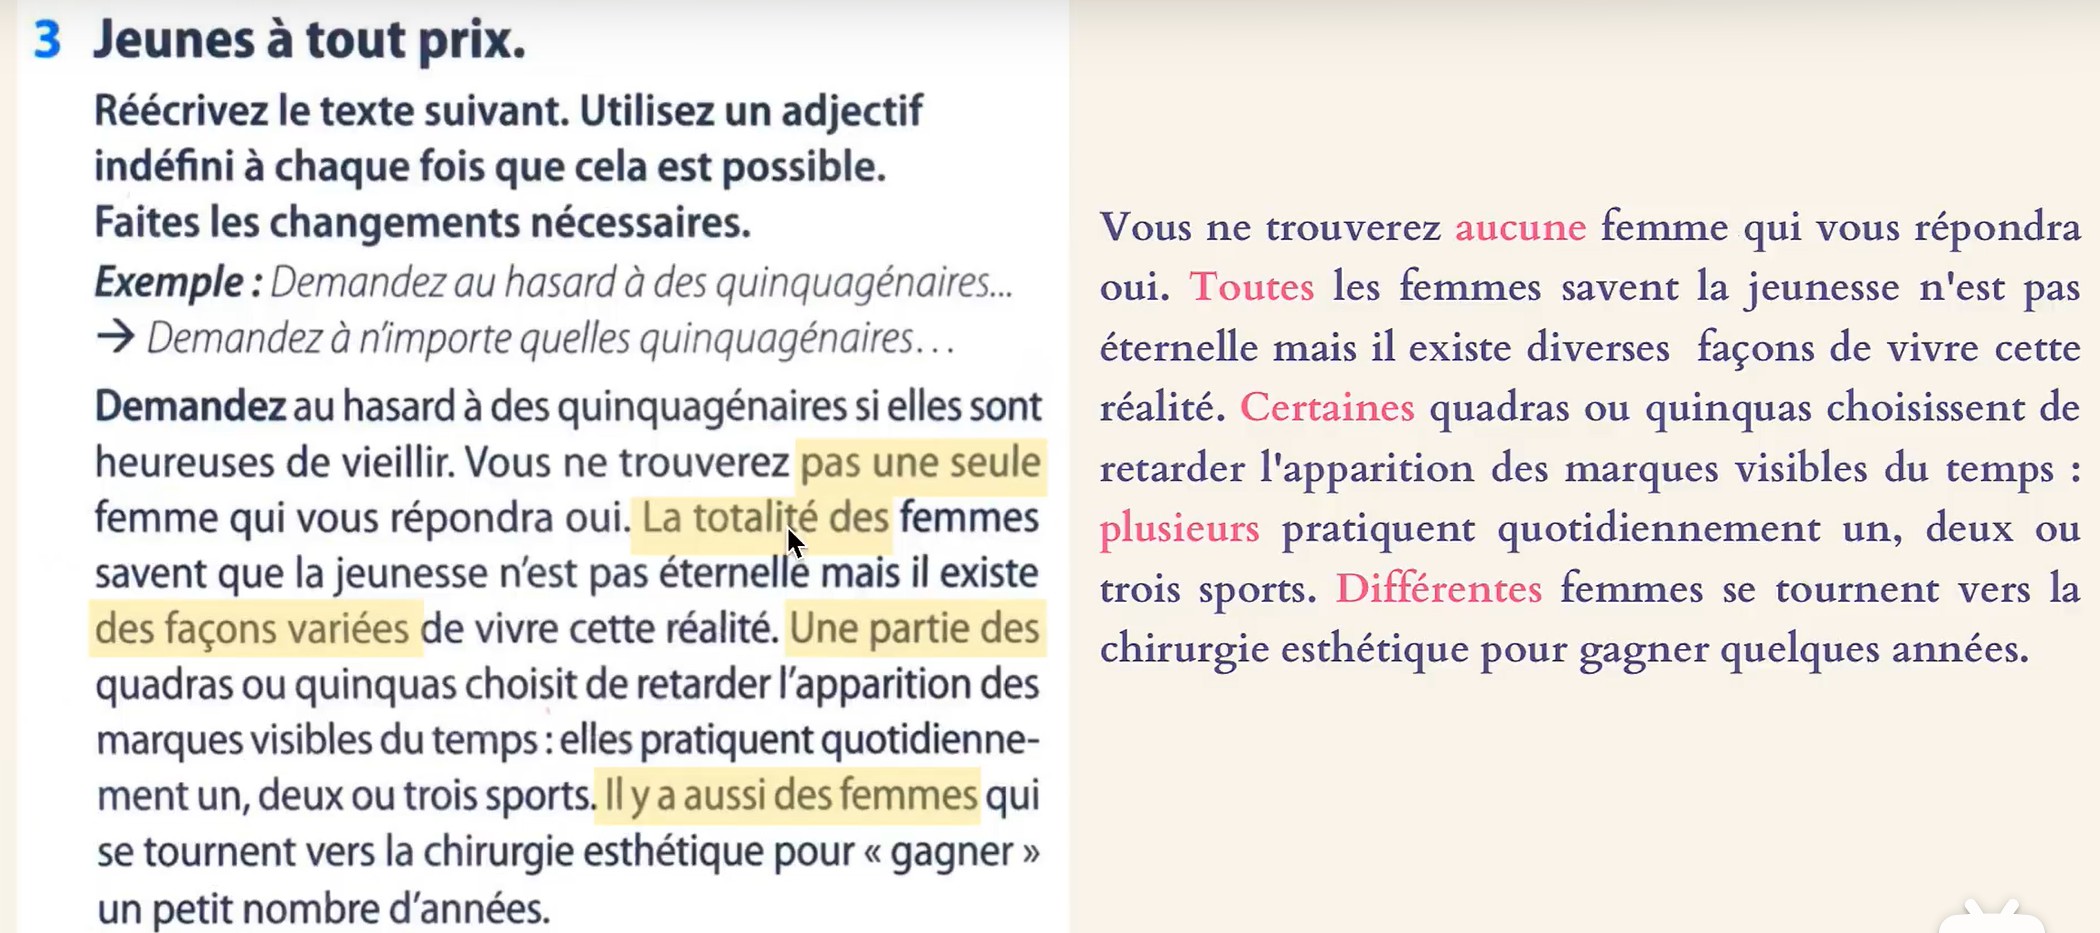 3 Jeunes à tout prix.
Réécrivez le texte suivant. Utilisez un adjectif
indéfini à chaque fois que cela est possible.
Faites les changements nécessaires.
Exemple : Demandez au hasard à des quinquagénaires...
→ Demandez à n'importe quelles quinquagénaires...
Demandez au hasard à des quinquagénaires si elles sont
heureuses de vieillir. Vous ne trouverez pas une seule
femme qui vous répondra oui. La totalité des femmes
savent que la jeunesse n'est pas éternelle mais il existe
des façons variées de vivre cette réalité. Une partie des
quadras ou quinquas choisit de retarder l'apparition des
marques visibles du temps : elles pratiquent quotidienne-
ment un, deux ou trois sports. Il y a aussi des femmes qui
se tournent vers la chirurgie esthétique pour « gagner »
un petit nombre d'années.
Vous ne trouverez aucune femme qui vous répondra
oui. Toutes les femmes savent la jeunesse n'est pas
éternelle mais il existe diverses façons de vivre cette
réalité. Certaines quadras ou quinquas choisissent de
retarder l'apparition des marques visibles du temps :
plusieurs pratiquent quotidiennement un, deux ou
trois sports. Différentes femmes se tournent vers la
chirurgie esthétique pour gagner quelques années.